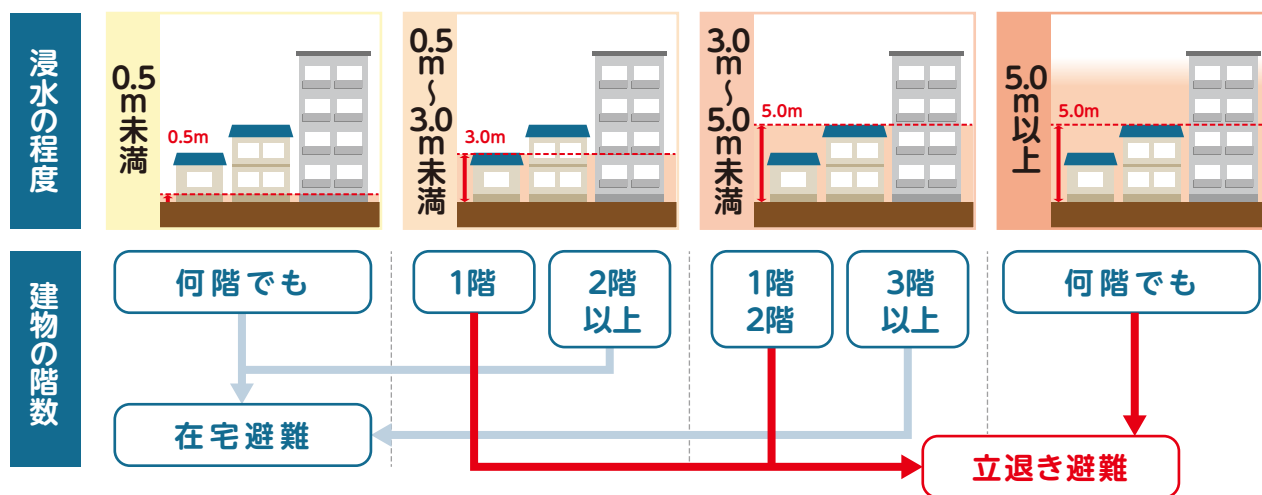 浸水の程度
0.5m未満
0.5m
0.5m〜3.0m未満
3.0m
3.0m〜5.0m未満
5.0m
5.0m以上
5.0m
建物の階数
何階でも
1階
2階
以上
1階
2階
3階
以上
何階でも
在宅避難
立退き避難